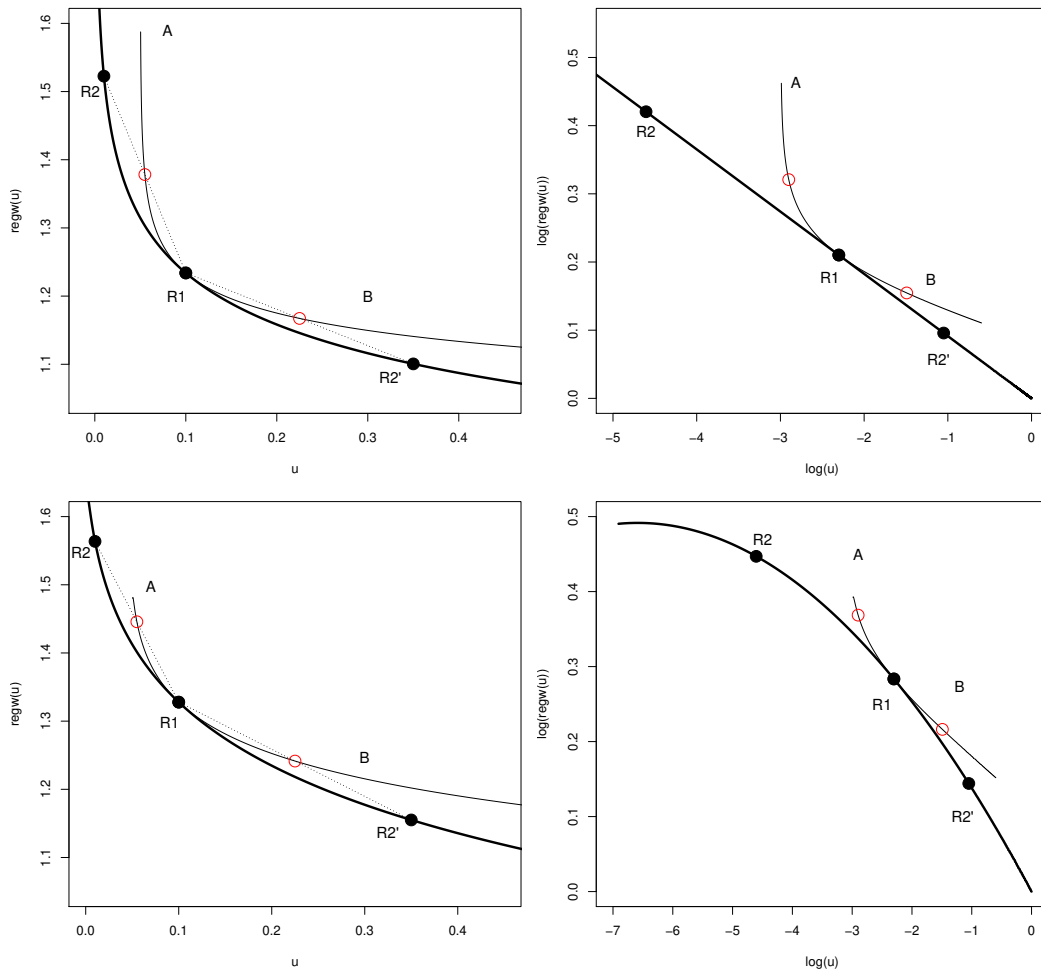 1.6
1.5
1.4
1.3
1.2
1.1
regw(u)
A
R2
R1
B
R2'
0.0 0.1 0.2 0.3 0.4
u
0.5
0.4
0.3
0.2
0.1
0.0
log(regw(u))
R2
A
R1
B
R2'
−5 −4 −3 −2 −1 0
log(u)
1.6
1.5
1.4
1.3
1.2
1.1
regw(u)
R2
A
R1
B
R2'
0.0 0.1 0.2 0.3 0.4
u
0.5
0.4
0.3
0.2
0.1
0.0
log(regw(u))
R2
A
R1
B
R2'
−7 −6 −5 −4 −3 −2 −1 0
log(u)